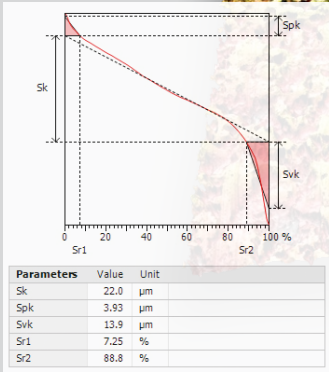 Spk
Sk
Svk
0 20 40 60 80 100 %
Sr1 Sr2
Parameters Value Unit
Sk 22.0 µm
Spk 3.93 µm
Svk 13.9 µm
Sr1 7.25 %
Sr2 88.8 %